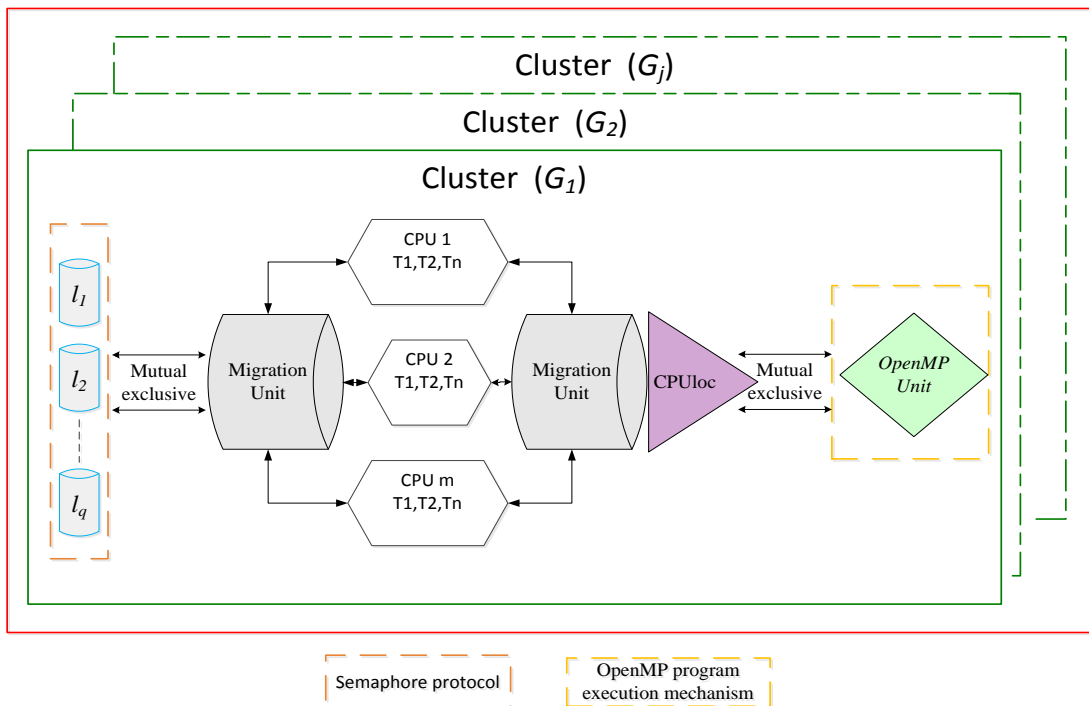 Cluster (Gj)
Cluster (G2)
Cluster (G1)
l1
l2
lq
Mutual
exclusive
Migration
Unit
CPU 1
T1,T2,Tn
CPU 2
T1,T2,Tn
CPU m
T1,T2,Tn
Migration
Unit
CPUloc
Mutual
exclusive
OpenMP
Unit
Semaphore protocol
OpenMP program
execution mechanism